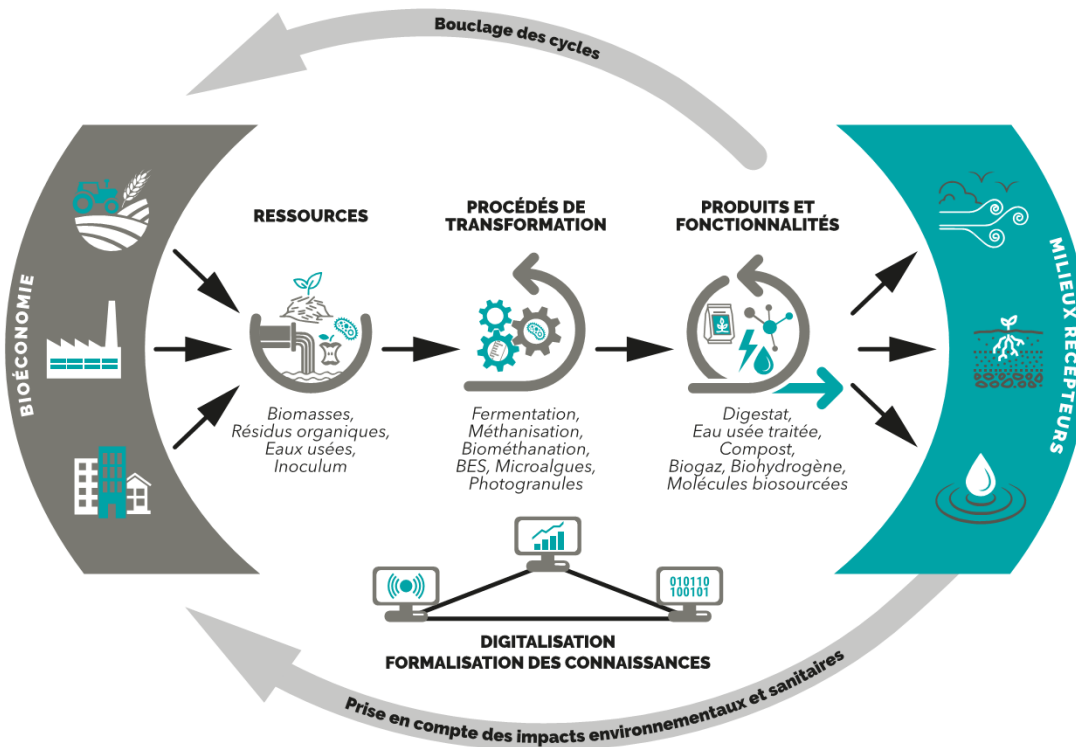 Bouclage des cycles
BIOÉCONOMIE
RESSOURCES
Biomasses,
Résidus organiques,
Eaux usées,
Inoculum
PROCÉDÉS DE
TRANSFORMATION
Fermentation,
Méthanisation,
Biométhanation,
BES, Microalgues,
Photogranules
PRODUITS ET
FONCTIONNALITÉS
Digestat,
Eau usée traitée,
Compost,
Biogaz, Biohydrogène,
Molécules biosourcées
MILIEUX RÉCEPTEURS
010110
100101
DIGITALISATION
FORMALISATION DES CONNAISSANCES
Prise en compte des impacts environnementaux et sanitaires